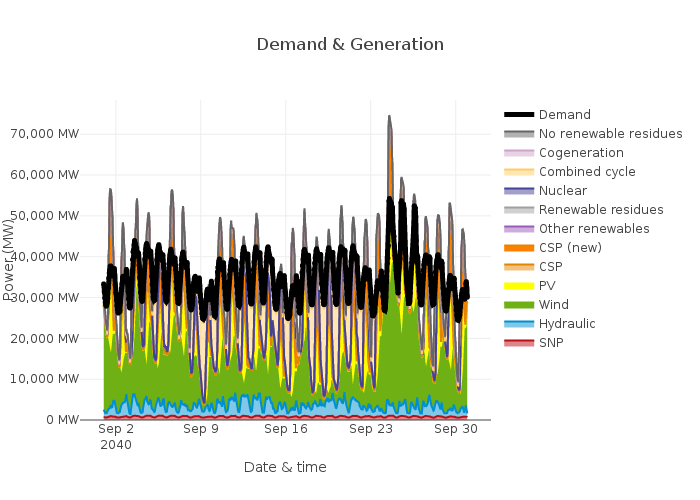 Demand & Generation
70,000 MW
60,000 MW
50,000 MW
40,000 MW
30,000 MW
20,000 MW
10,000 MW
0 MW
Power (MW)
Sep 2
2040
Sep 9
Sep 16
Sep 23
Sep 30
Date & time
Demand
No renewable residues
Cogeneration
Combined cycle
Nuclear
Renewable residues
Other renewables
CSP (new)
CSP
PV
Wind
Hydraulic
SNP